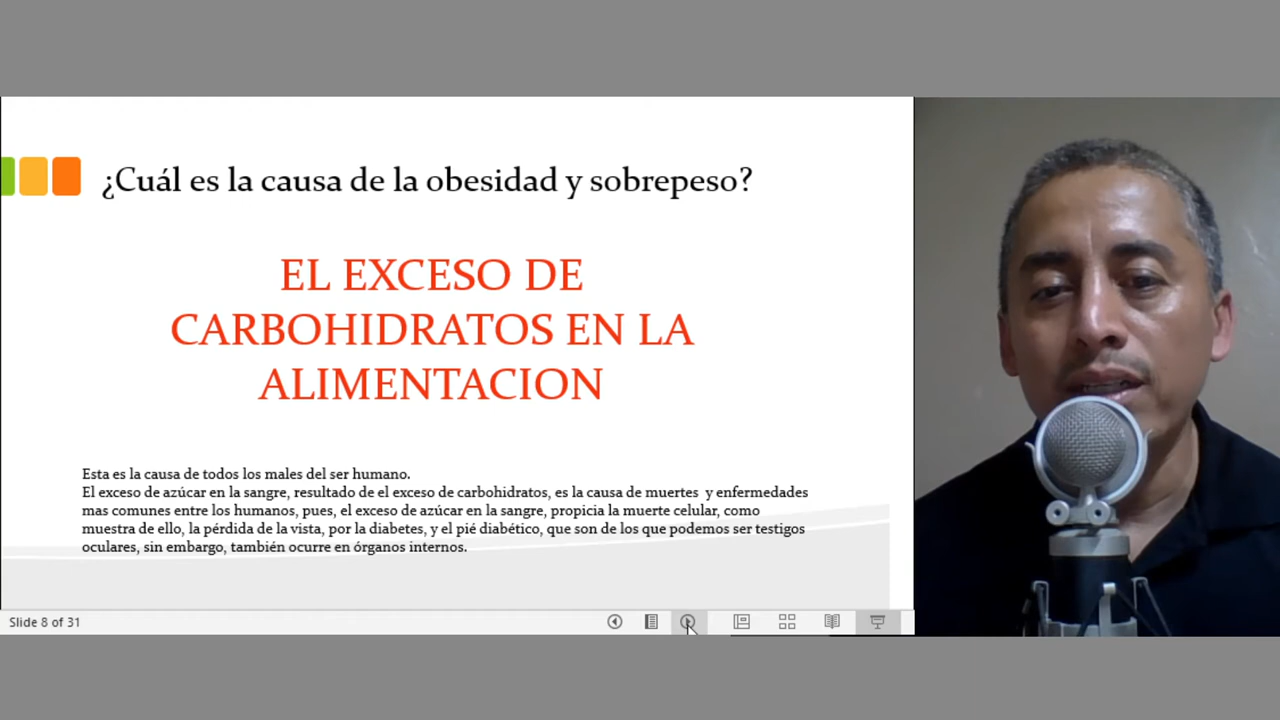 ¿Cuál es la causa de la obesidad y sobrepeso?
EL EXCESO DE
CARBOHIDRATOS EN LA
ALIMENTACION
Esta es la causa de todos los males del ser humano.
El exceso de azúcar en la sangre, resultado de el exceso de carbohidratos, es la causa de muertes y enfermedades
mas comunes entre los humanos, pues, el exceso de azúcar en la sangre, propicia la muerte celular, como
muestra de ello, la pérdida de la vista, por la diabetes, y el pié diabético, que son de los que podemos ser testigos
oculares, sin embargo, también ocurre en órganos internos.
Slide 8 of 31